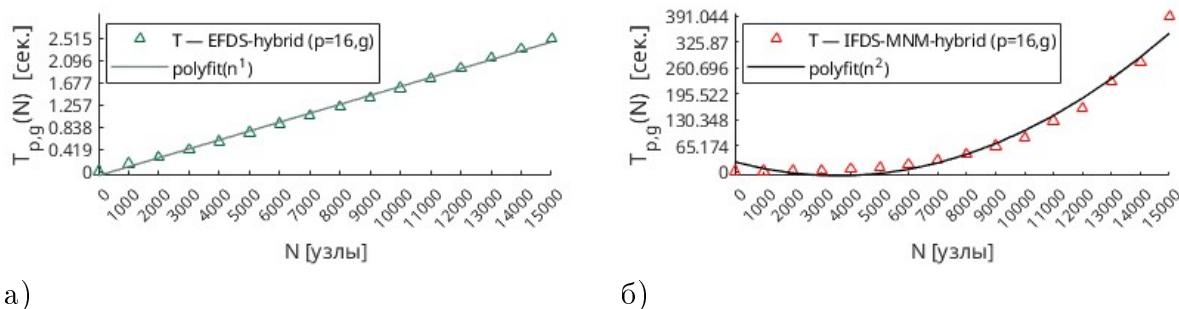 T — EFDS-hybrid (p=16,g)
polyfit(n¹)
T_{p,g}(N) [сек.]
2.515
2.096
1.677
1.257
0.838
0.419
0
0 1000 2000 3000 4000 5000 6000 7000 8000 9000 10000 11000 12000 13000 14000 15000
N [узлы]
а)
T — IFDS-MNM-hybrid (p=16,g)
polyfit(n²)
T_{p,g}(N) [сек.]
391.044
325.87
260.696
195.522
130.348
65.174
0
0 1000 2000 3000 4000 5000 6000 7000 8000 9000 10000 11000 12000 13000 14000 15000
N [узлы]
б)